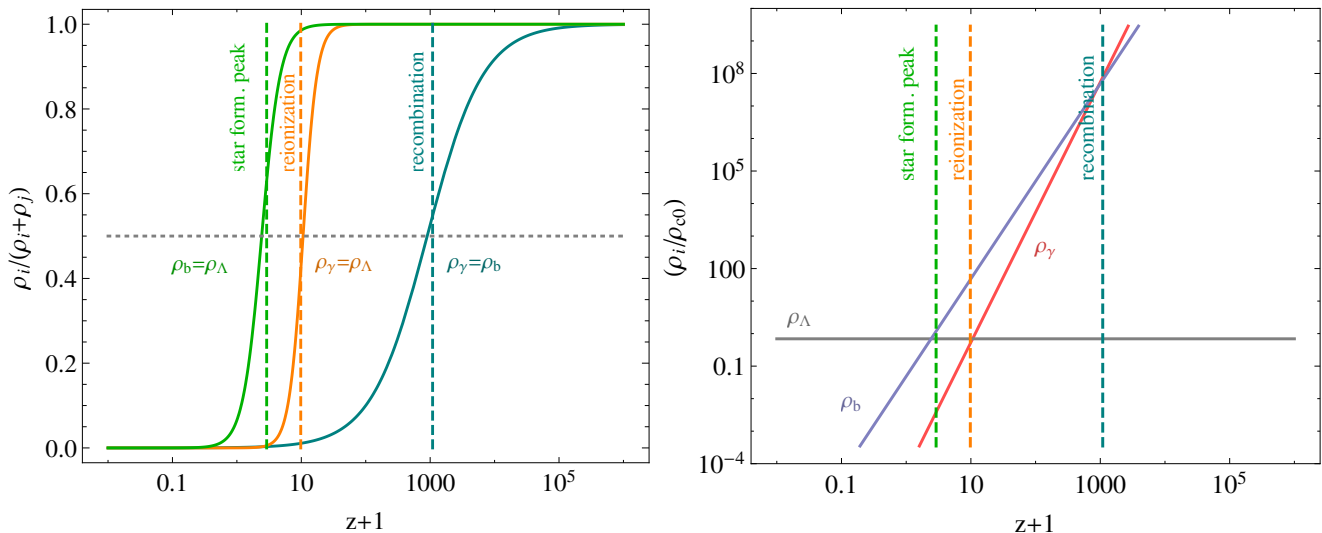 1.0
0.8
0.6
0.4
0.2
0.0
ρi/(ρi+ρj)
star form. peak
reionization
recombination
ρb=ρΛ
ργ=ρΛ
ργ=ρb
0.1
10
1000
10^5
z+1
10^8
10^5
100
0.1
10^−4
(ρi/ρc0)
star form. peak
reionization
recombination
ργ
ρΛ
ρb
0.1
10
1000
10^5
z+1